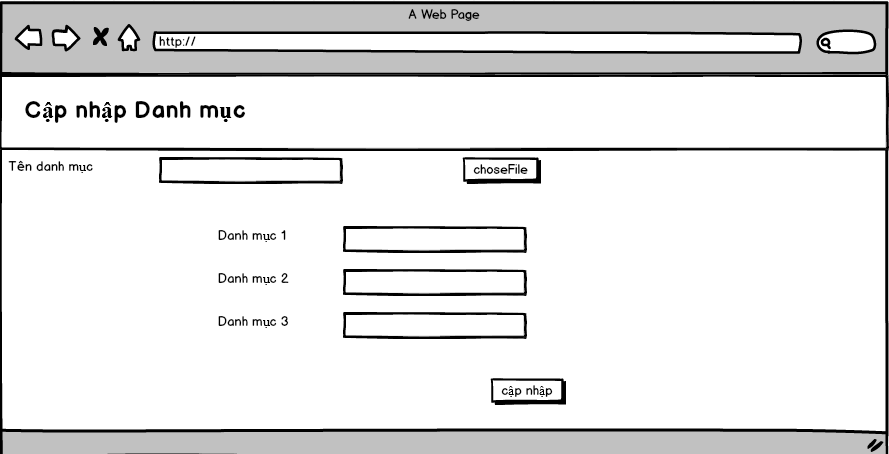 A Web Page
http://
Cập nhập Danh mục
Tên danh mục
choseFile
Danh mục 1
Danh mục 2
Danh mục 3
cập nhập